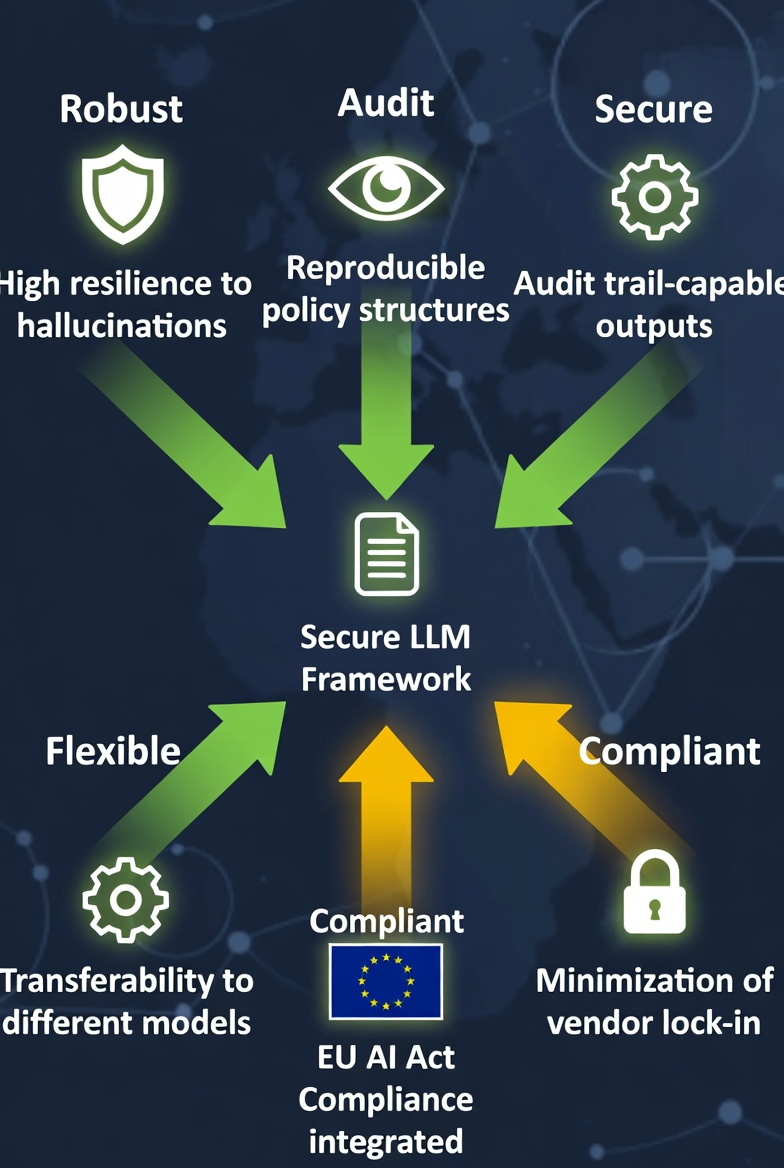 Robust
Audit
Secure
High resilience to
hallucinations
Reproducible
policy structures
Audit trail-capable
outputs
Secure LLM
Framework
Flexible
Compliant
Transferability to
different models
Compliant
EU AI Act
Compliance
integrated
Minimization of
vendor lock-in